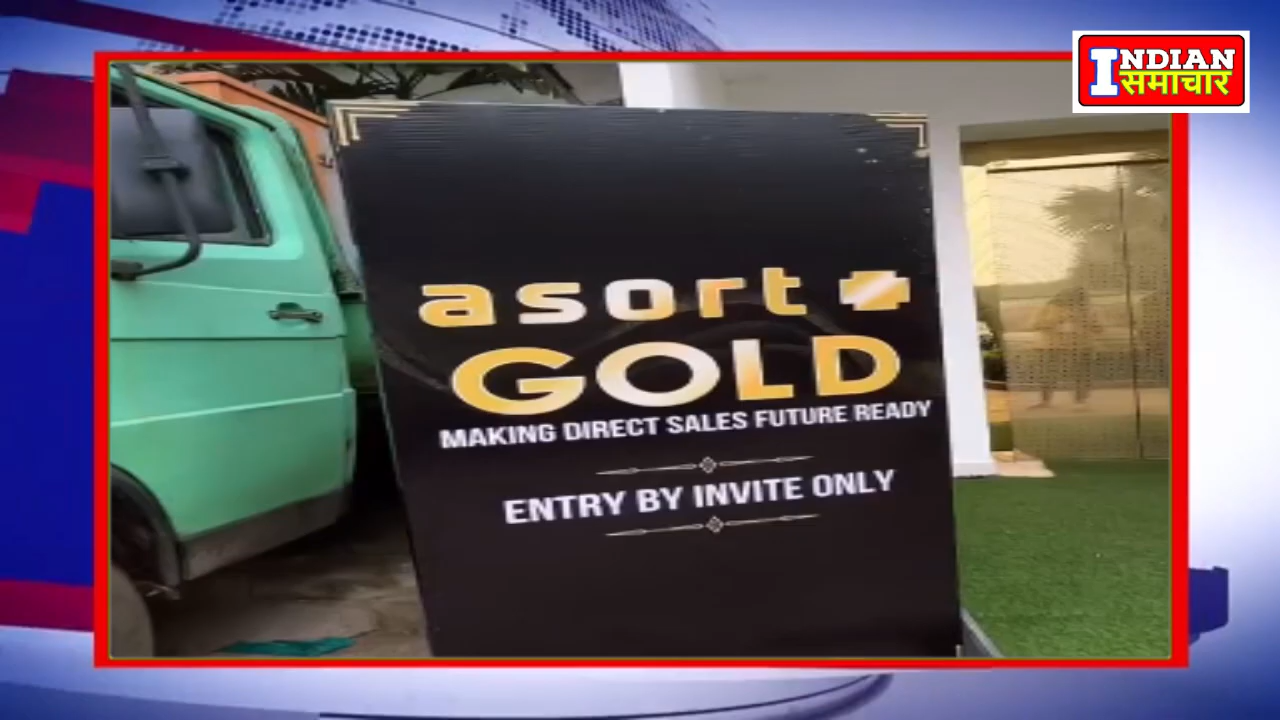 INDIAN
समाचार
asort
GOLD
MAKING DIRECT SALES FUTURE READY
ENTRY BY INVITE ONLY